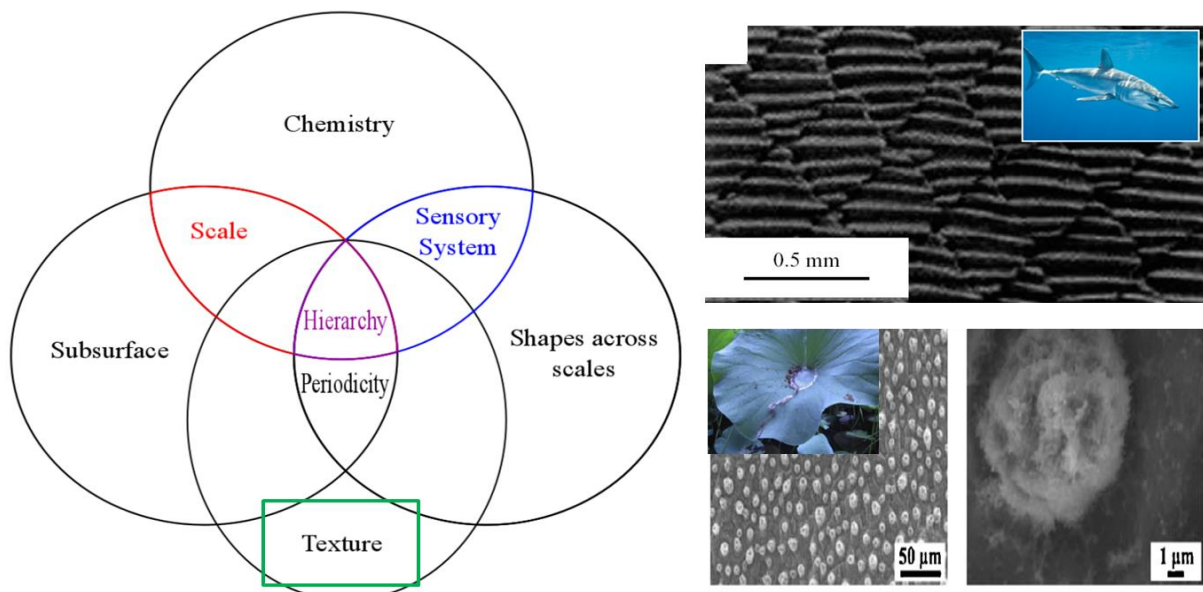 Chemistry
Scale
Sensory
System
Hierarchy
Subsurface
Shapes across
scales
Periodicity
Texture
0.5 mm
50 µm
1 µm